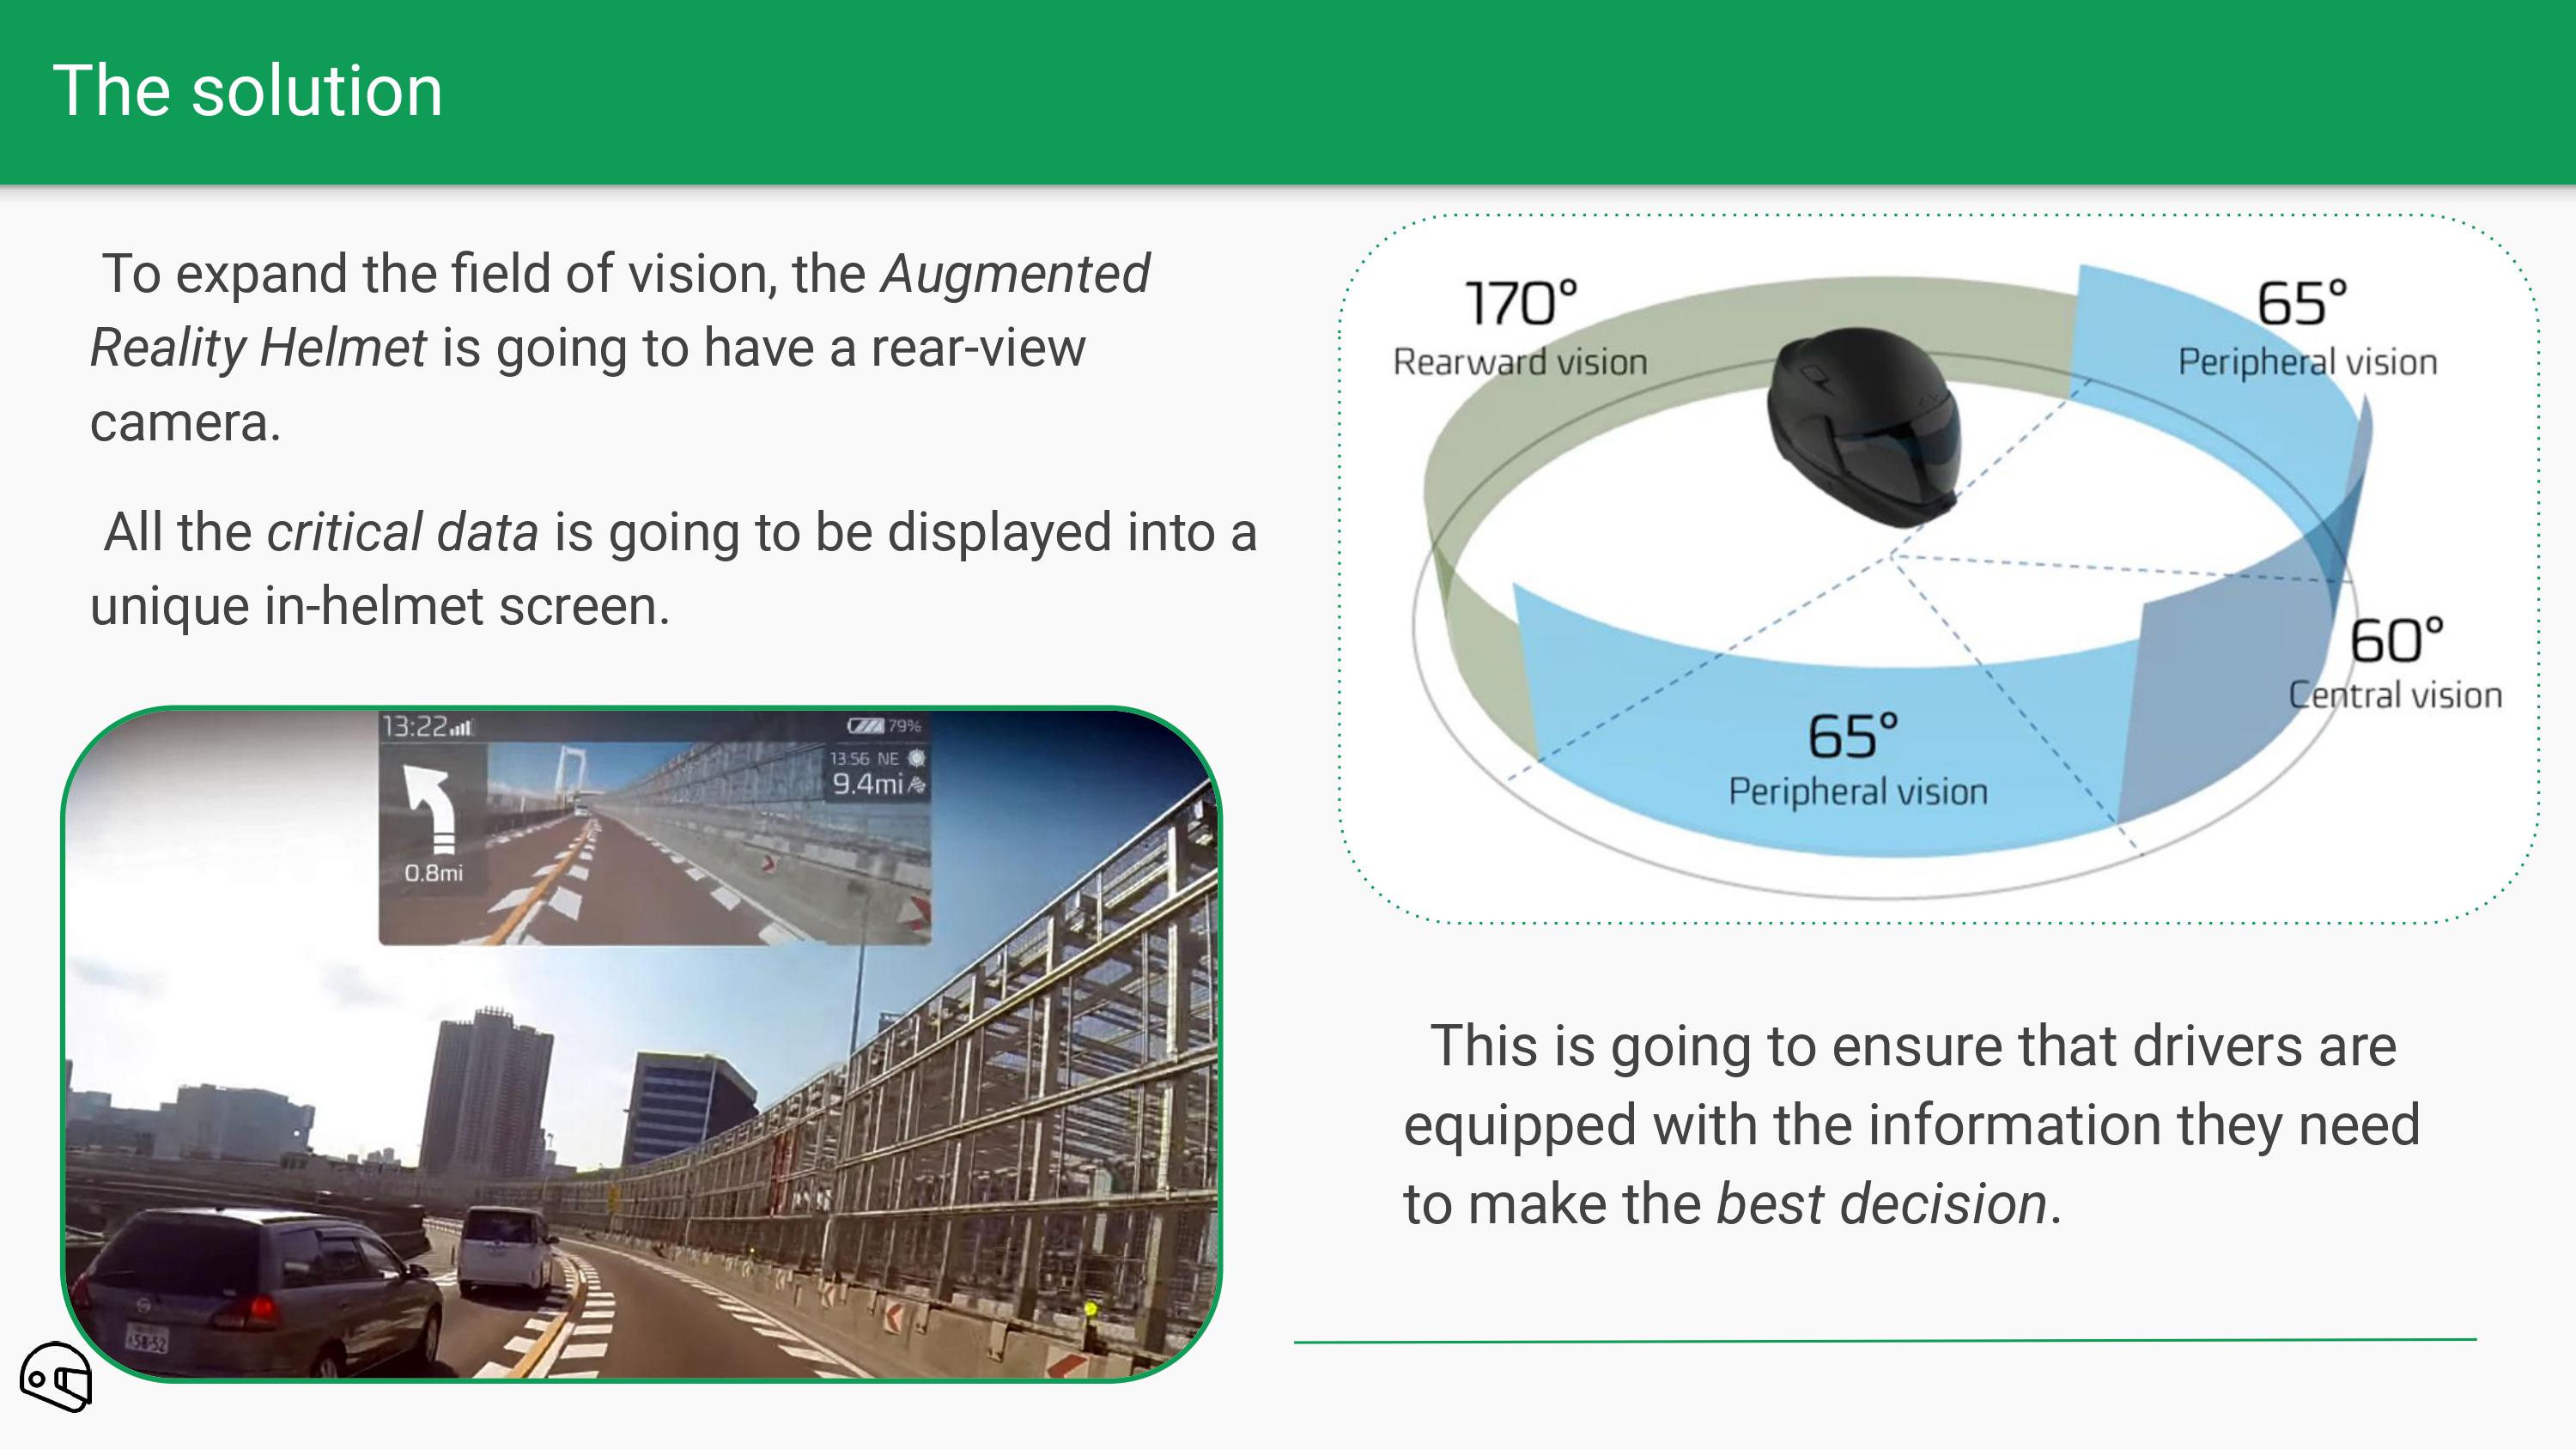 The solution
To expand the field of vision, the Augmented
Reality Helmet is going to have a rear-view
camera.
All the critical data is going to be displayed into a
unique in-helmet screen.
13:22
79%
13:56 NE
9.4mi
0.8mi
58-52
170°
Rearward vision
65°
Peripheral vision
60°
Central vision
65°
Peripheral vision
This is going to ensure that drivers are
equipped with the information they need
to make the best decision.